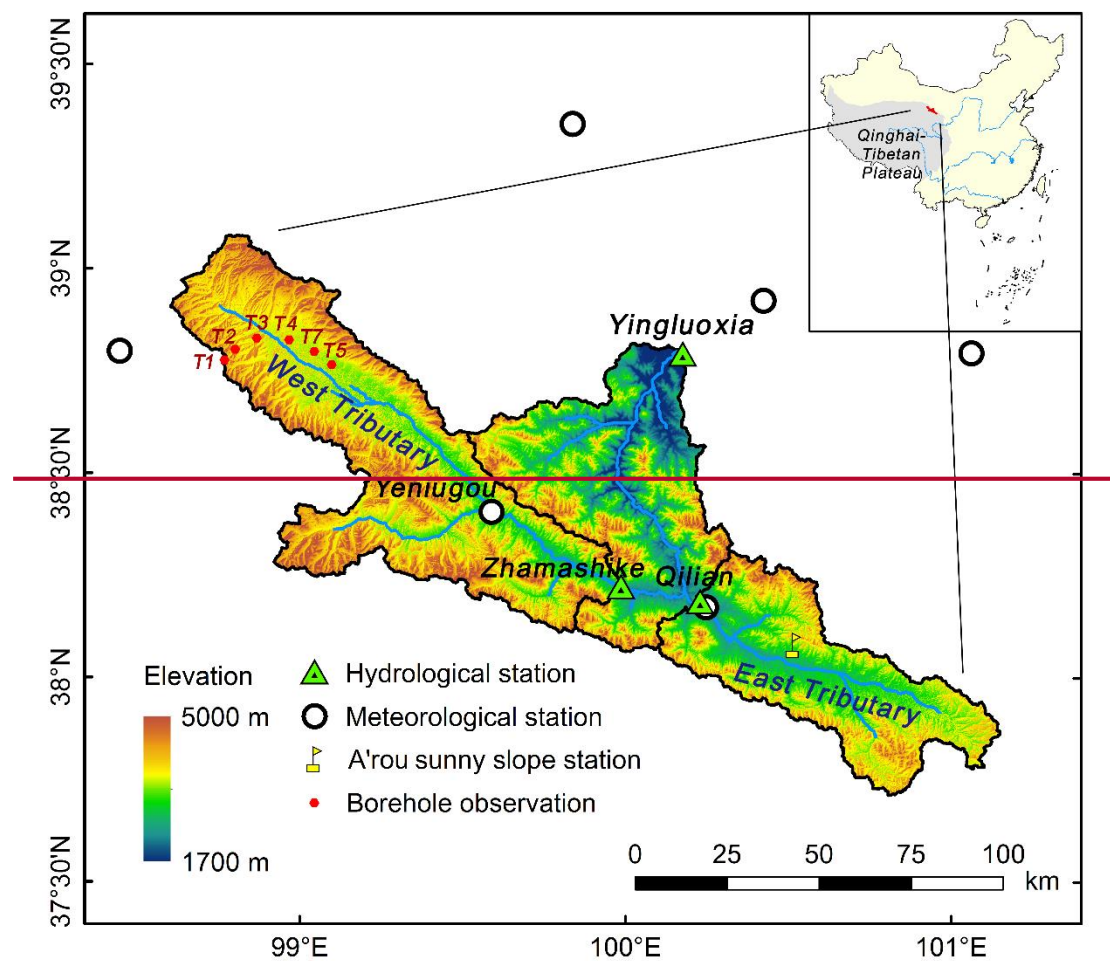 39°30'N
39°N
38°30'N
38°N
37°30'N
Qinghai-
Tibetan
Plateau
Yingluoxia
T1
T2
T3
T4
T7
T5
West Tributary
Yeniugou
Zhamashike
Qilian
East Tributary
Elevation
5000 m
1700 m
Hydrological station
Meteorological station
A'rou sunny slope station
Borehole observation
0 25 50 75 100
km
99°E
100°E
101°E